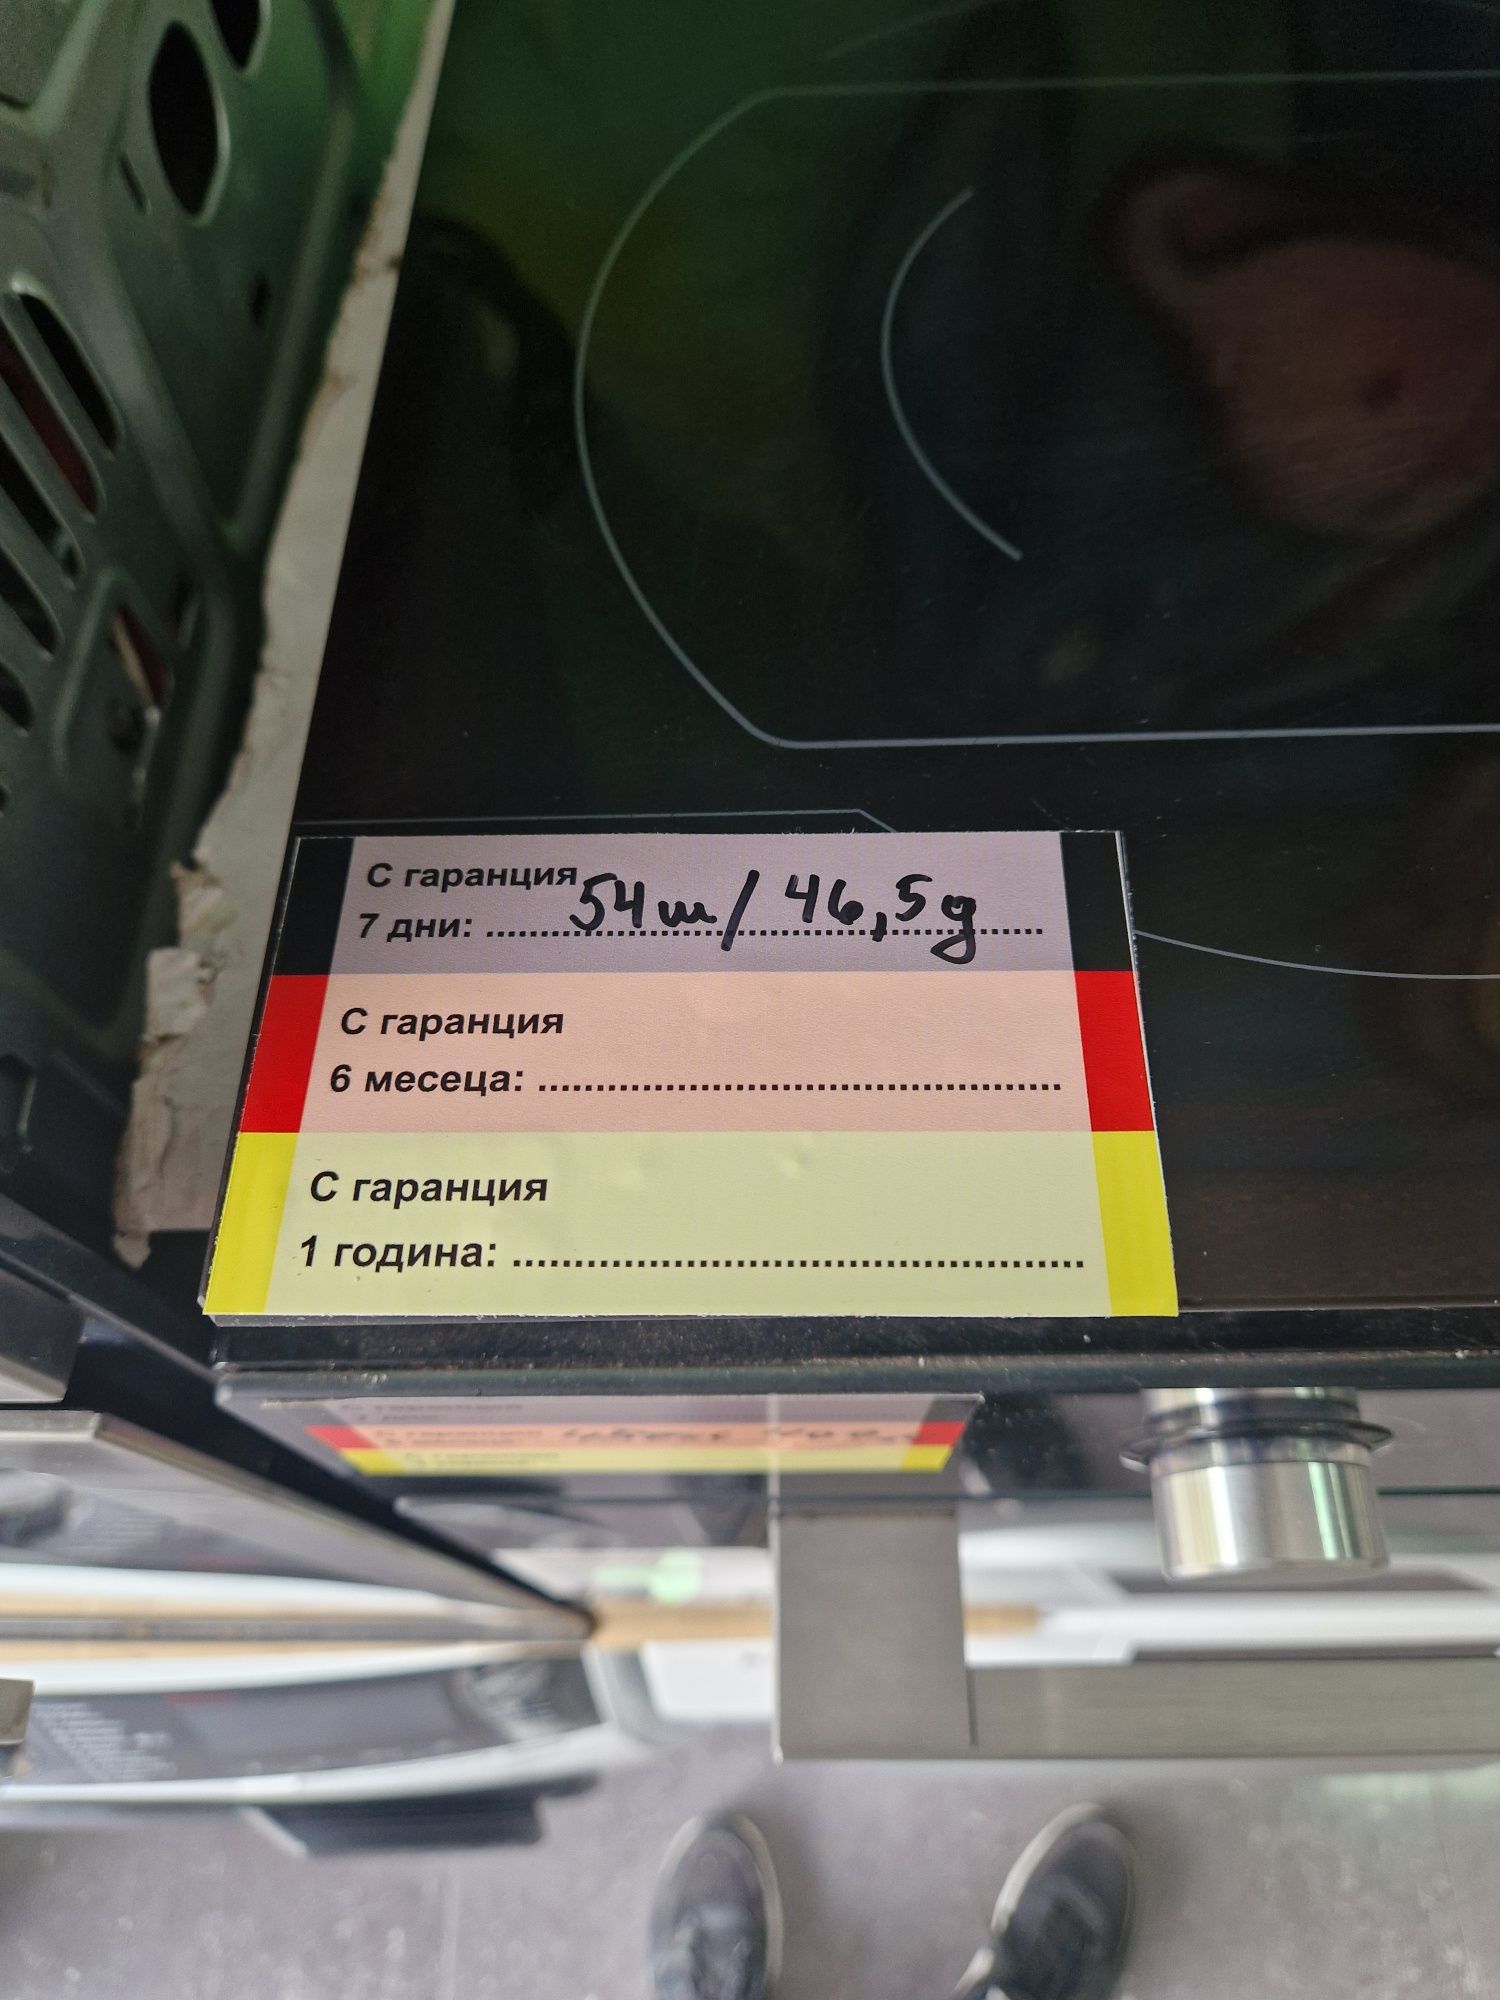 С гаранция
7 дни: 54ш/46,5д
С гаранция
6 месеца:
С гаранция
1 година: